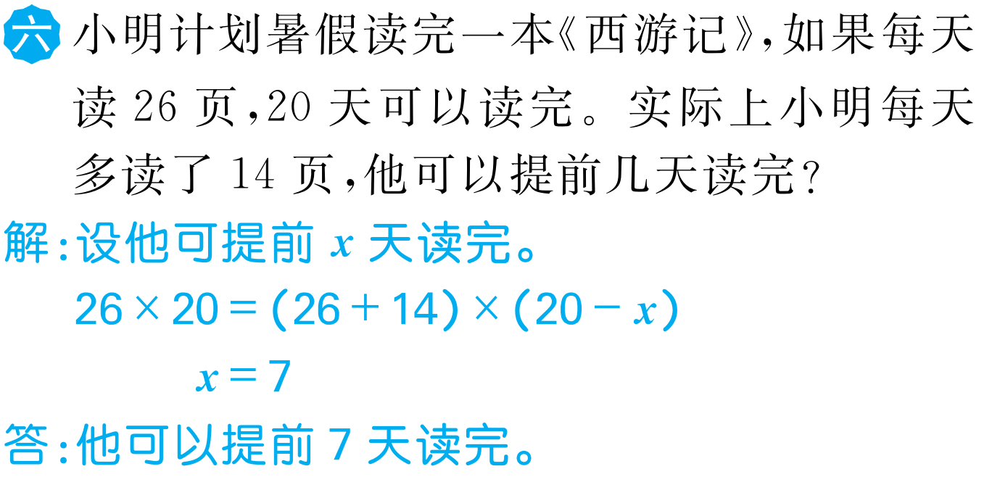 六 小明计划暑假读完一本《西游记》,如果每天
读 26 页,20 天可以读完。实际上小明每天
多读了 14 页,他可以提前几天读完?
解:设他可提前 x 天读完。
26×20=(26+14)×(20-x)
x=7
答:他可以提前 7 天读完。